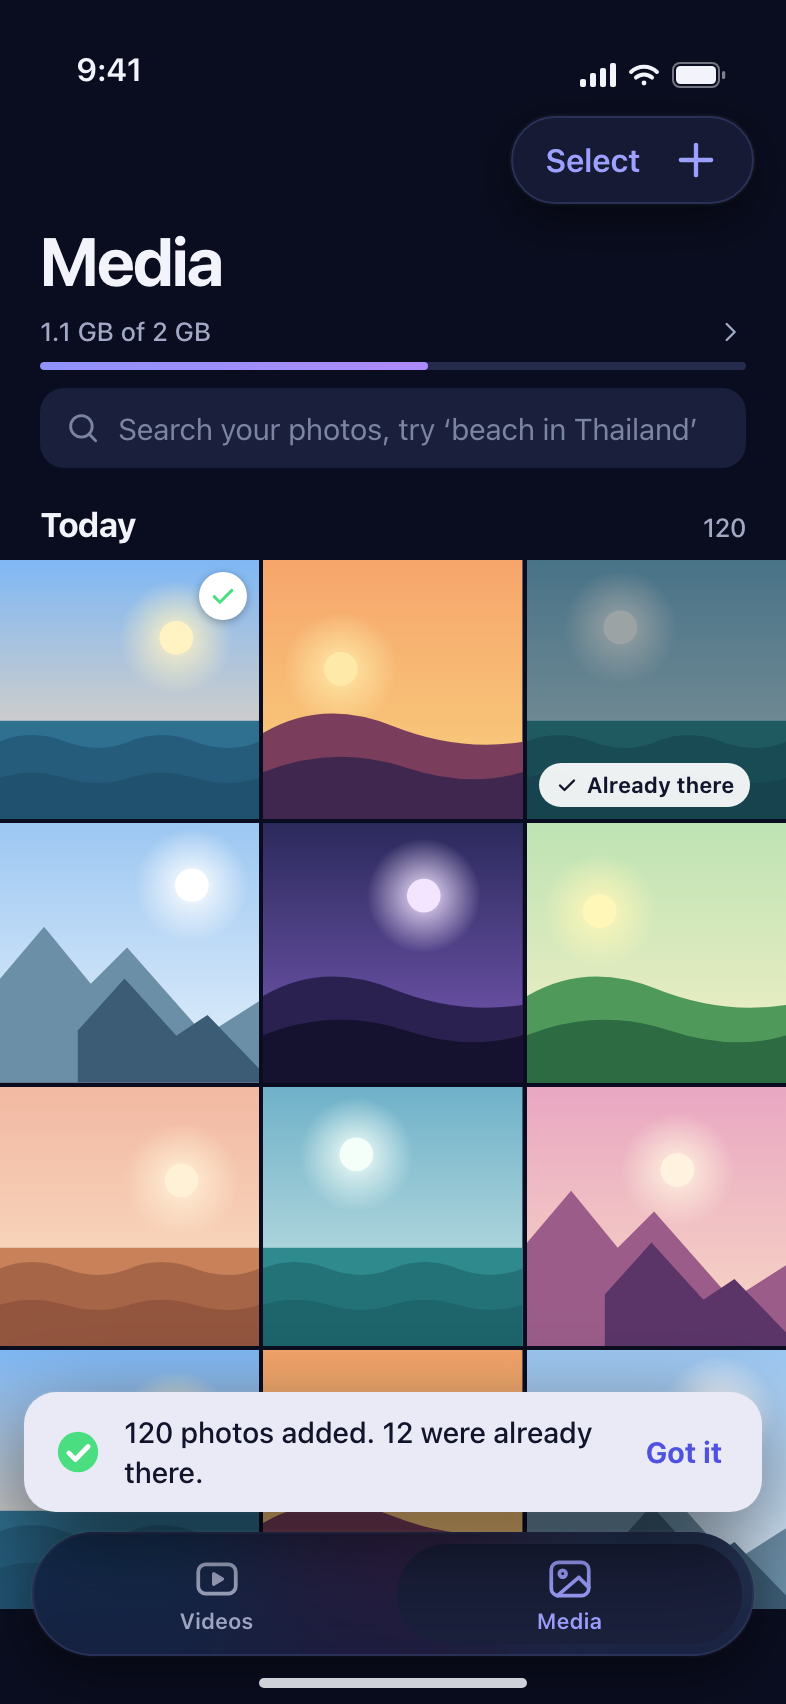 9:41
Select
Media
1.1 GB of 2 GB
Search your photos, try ‘beach in Thailand’
Today
120
Already there
120 photos added. 12 were already
there.
Got it
Videos
Media